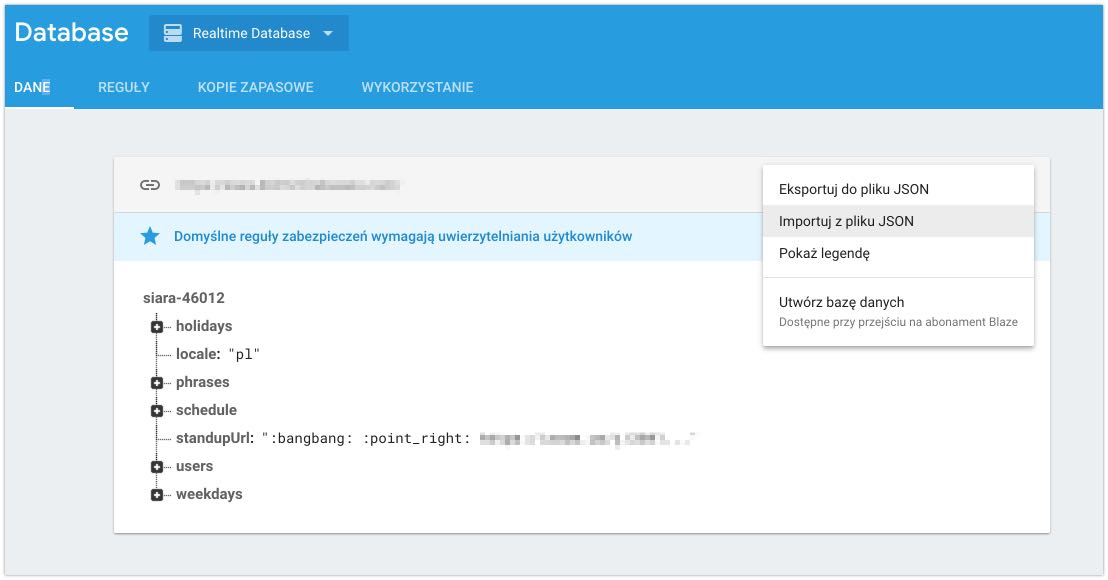 Database
Realtime Database
DANE
REGUŁY
KOPIE ZAPASOWE
WYKORZYSTANIE
Eksportuj do pliku JSON
Importuj z pliku JSON
Pokaż legendę
Utwórz bazę danych
Dostępne przy przejściu na abonament Blaze
Domyślne reguły zabezpieczeń wymagają uwierzytelniania użytkowników
siara-46012
holidays
locale: "pl"
phrases
schedule
standupUrl: ":bangbang: :point_right:
users
weekdays